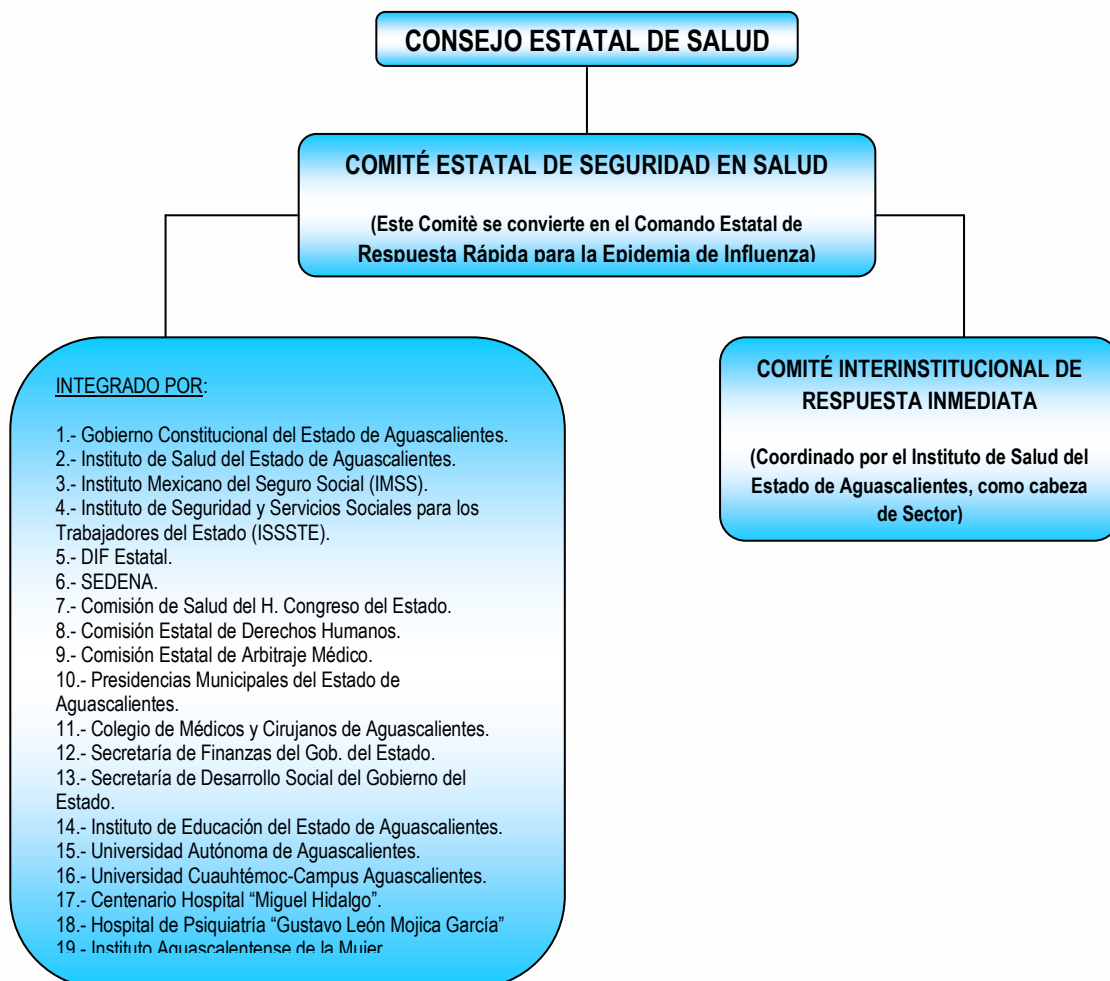 CONSEJO ESTATAL DE SALUD
COMITÉ ESTATAL DE SEGURIDAD EN SALUD
(Este Comitè se convierte en el Comando Estatal de
Respuesta Rápida para la Epidemia de Influenza)
INTEGRADO POR:
1.- Gobierno Constitucional del Estado de Aguascalientes.
2.- Instituto de Salud del Estado de Aguascalientes.
3.- Instituto Mexicano del Seguro Social (IMSS).
4.- Instituto de Seguridad y Servicios Sociales para los
Trabajadores del Estado (ISSSTE).
5.- DIF Estatal.
6.- SEDENA.
7.- Comisión de Salud del H. Congreso del Estado.
8.- Comisión Estatal de Derechos Humanos.
9.- Comisión Estatal de Arbitraje Médico.
10.- Presidencias Municipales del Estado de
Aguascalientes.
11.- Colegio de Médicos y Cirujanos de Aguascalientes.
12.- Secretaría de Finanzas del Gob. del Estado.
13.- Secretaría de Desarrollo Social del Gobierno del
Estado.
14.- Instituto de Educación del Estado de Aguascalientes.
15.- Universidad Autónoma de Aguascalientes.
16.- Universidad Cuauhtémoc-Campus Aguascalientes.
17.- Centenario Hospital “Miguel Hidalgo”.
18.- Hospital de Psiquiatría “Gustavo León Mojica García”
19.- Instituto Aguascalentense de la Mujer
COMITÉ INTERINSTITUCIONAL DE
RESPUESTA INMEDIATA
(Coordinado por el Instituto de Salud del
Estado de Aguascalientes, como cabeza
de Sector)